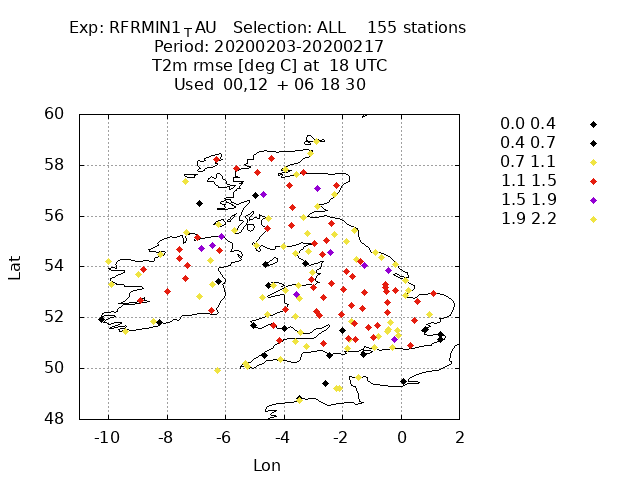 Exp: RFRMIN1_TAU Selection: ALL 155 stations
Period: 20200203-20200217
T2m rmse [deg C] at 18 UTC
Used 00,12 + 06 18 30
60
58
56
54
52
50
48
Lat
-10 -8 -6 -4 -2 0 2
Lon
0.0 0.4
0.4 0.7
0.7 1.1
1.1 1.5
1.5 1.9
1.9 2.2